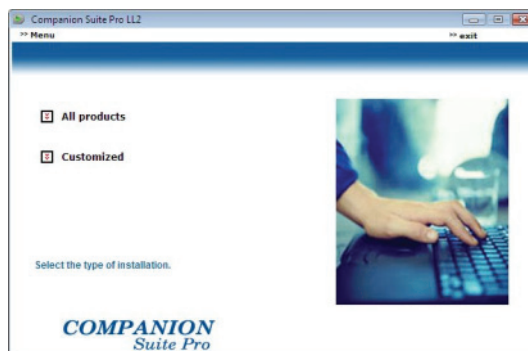 Companion Suite Pro LL2
>> Menu
>> exit
All products
Customized
Select the type of installation.
COMPANION
Suite Pro